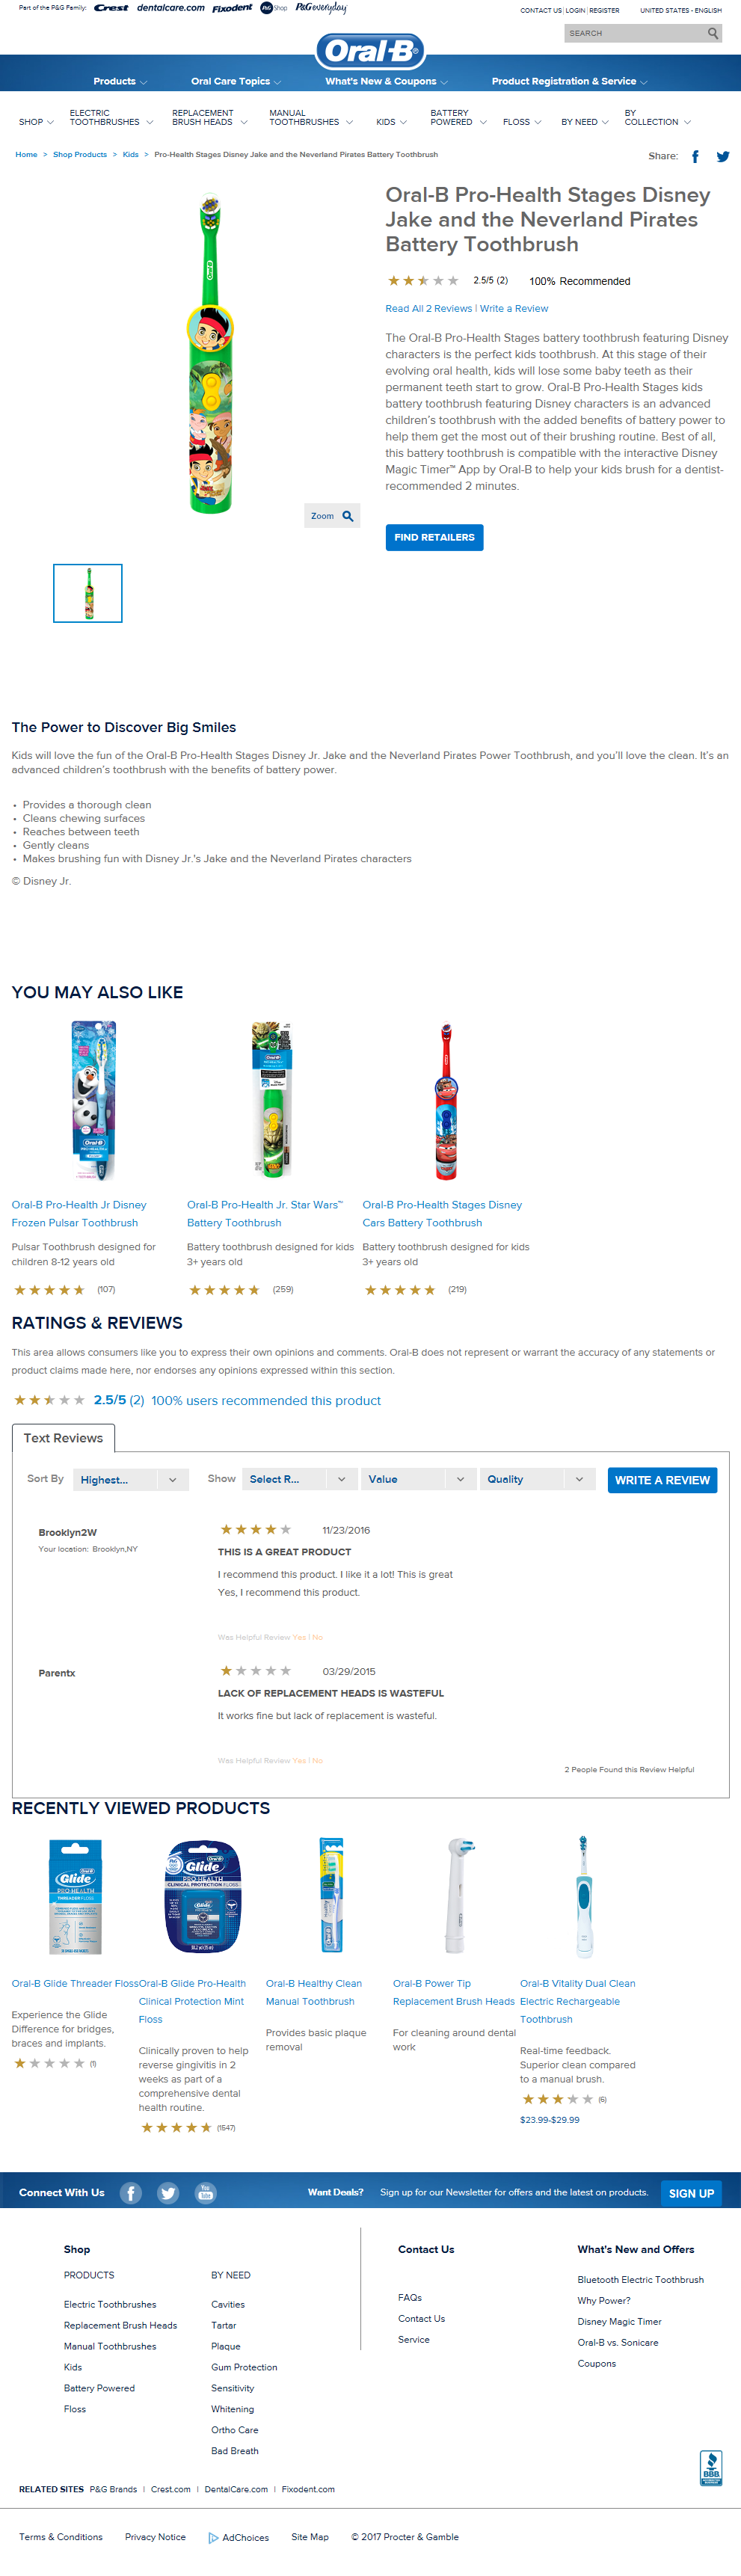 Part of the P&G Family: Crest dentalcare.com Fixodent P&G Shop P&G everyday
CONTACT US | LOGIN | REGISTER UNITED STATES - ENGLISH
SEARCH
Oral-B
Products Oral Care Topics What's New & Coupons Product Registration & Service
SHOP ELECTRIC TOOTHBRUSHES REPLACEMENT BRUSH HEADS MANUAL TOOTHBRUSHES KIDS BATTERY POWERED FLOSS BY NEED BY COLLECTION
Home > Shop Products > Kids > Pro-Health Stages Disney Jake and the Neverland Pirates Battery Toothbrush
Share:
Oral-B Pro-Health Stages Disney
Jake and the Neverland Pirates
Battery Toothbrush
2.5/5 (2) 100% Recommended
Read All 2 Reviews | Write a Review
The Oral-B Pro-Health Stages battery toothbrush featuring Disney
characters is the perfect kids toothbrush. At this stage of their
evolving oral health, kids will lose some baby teeth as their
permanent teeth start to grow. Oral-B Pro-Health Stages kids
battery toothbrush featuring Disney characters is an advanced
children's toothbrush with the added benefits of battery power to
help them get the most out of their brushing routine. Best of all,
this battery toothbrush is compatible with the interactive Disney
Magic Timer™ App by Oral-B to help your kids brush for a dentist-
recommended 2 minutes.
Zoom
FIND RETAILERS
The Power to Discover Big Smiles
Kids will love the fun of the Oral-B Pro-Health Stages Disney Jr. Jake and the Neverland Pirates Power Toothbrush, and you'll love the clean. It's an
advanced children's toothbrush with the benefits of battery power.
• Provides a thorough clean
• Cleans chewing surfaces
• Reaches between teeth
• Gently cleans
• Makes brushing fun with Disney Jr.'s Jake and the Neverland Pirates characters
© Disney Jr.
YOU MAY ALSO LIKE
Oral-B Pro-Health Jr Disney
Frozen Pulsar Toothbrush
Pulsar Toothbrush designed for
children 8-12 years old
(107)
Oral-B Pro-Health Jr. Star Wars™
Battery Toothbrush
Battery toothbrush designed for kids
3+ years old
(259)
Oral-B Pro-Health Stages Disney
Cars Battery Toothbrush
Battery toothbrush designed for kids
3+ years old
(219)
RATINGS & REVIEWS
This area allows consumers like you to express their own opinions and comments. Oral-B does not represent or warrant the accuracy of any statements or
product claims made here, nor endorses any opinions expressed within this section.
2.5/5 (2) 100% users recommended this product
Text Reviews
Sort By Highest... Show Select R... Value Quality WRITE A REVIEW
Brooklyn2W
Your location: Brooklyn,NY
11/23/2016
THIS IS A GREAT PRODUCT
I recommend this product. I like it a lot! This is great
Yes, I recommend this product.
Was Helpful Review Yes | No
Parentx
03/29/2015
LACK OF REPLACEMENT HEADS IS WASTEFUL
It works fine but lack of replacement is wasteful.
Was Helpful Review Yes | No
2 People Found this Review Helpful
RECENTLY VIEWED PRODUCTS
Glide
PRO-HEALTH
THREADER FLOSS
Oral-B
Glide
PRO-HEALTH
CLINICAL PROTECTION FLOSS
Oral-B Glide Threader Floss
Experience the Glide
Difference for bridges,
braces and implants.
(1)
Oral-B Glide Pro-Health
Clinical Protection Mint
Floss
Clinically proven to help
reverse gingivitis in 2
weeks as part of a
comprehensive dental
health routine.
(1547)
Oral-B Healthy Clean
Manual Toothbrush
Provides basic plaque
removal
Oral-B Power Tip
Replacement Brush Heads
For cleaning around dental
work
Oral-B Vitality Dual Clean
Electric Rechargeable
Toothbrush
Real-time feedback.
Superior clean compared
to a manual brush.
(6)
$23.99-$29.99
Connect With Us You Tube Want Deals? Sign up for our Newsletter for offers and the latest on products. SIGN UP
Shop
PRODUCTS
Electric Toothbrushes
Replacement Brush Heads
Manual Toothbrushes
Kids
Battery Powered
Floss
BY NEED
Cavities
Tartar
Plaque
Gum Protection
Sensitivity
Whitening
Ortho Care
Bad Breath
Contact Us
FAQs
Contact Us
Service
What's New and Offers
Bluetooth Electric Toothbrush
Why Power?
Disney Magic Timer
Oral-B vs. Sonicare
Coupons
BBB
RELATED SITES P&G Brands | Crest.com | DentalCare.com | Fixodent.com
Terms & Conditions Privacy Notice AdChoices Site Map © 2017 Procter & Gamble